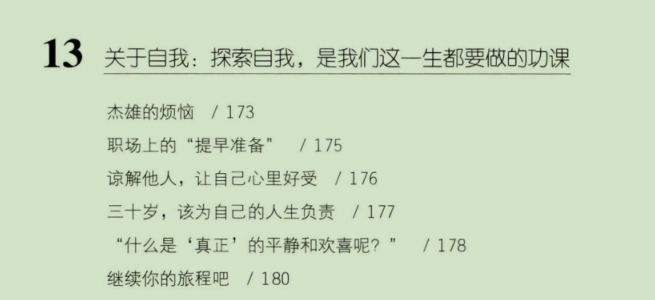 13 关于自我：探索自我，是我们这一生都要做的功课
杰雄的烦恼 / 173
职场上的“提早准备” / 175
谅解他人，让自己心里好受 / 176
三十岁，该为自己的人生负责 / 177
“什么是‘真正’的平静和欢喜呢？” / 178
继续你的旅程吧 / 180